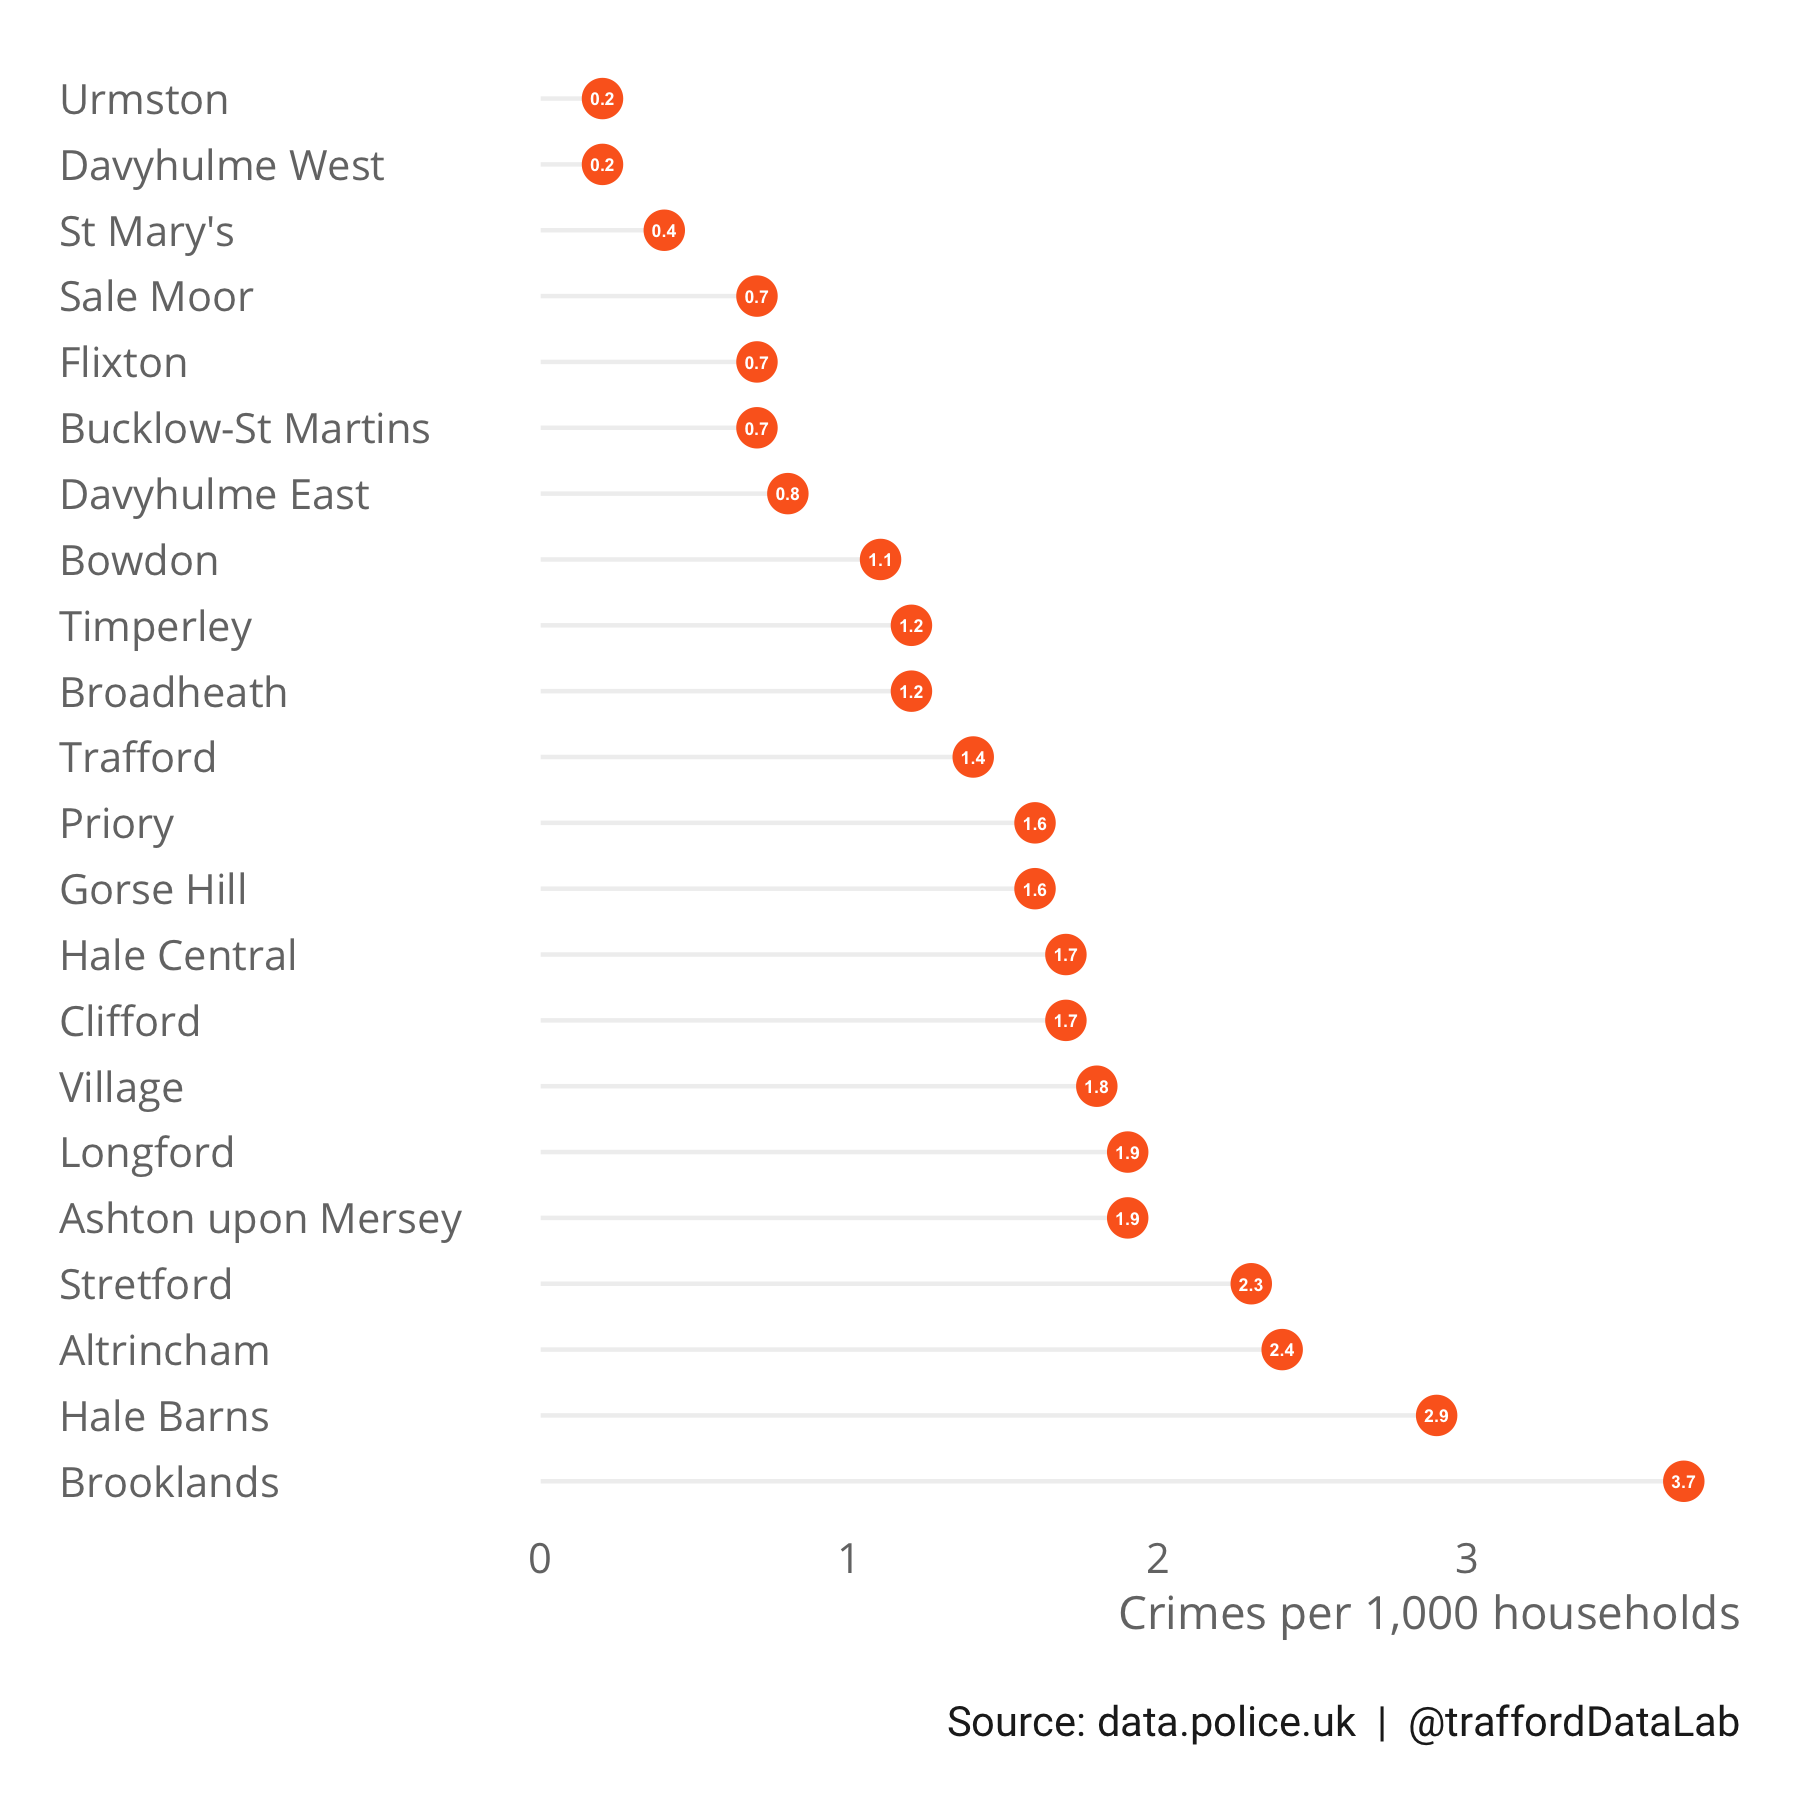 Urmston 0.2
Davyhulme West 0.2
St Mary's 0.4
Sale Moor 0.7
Flixton 0.7
Bucklow-St Martins 0.7
Davyhulme East 0.8
Bowdon 1.1
Timperley 1.2
Broadheath 1.2
Trafford 1.4
Priory 1.6
Gorse Hill 1.6
Hale Central 1.7
Clifford 1.7
Village 1.8
Longford 1.9
Ashton upon Mersey 1.9
Stretford 2.3
Altrincham 2.4
Hale Barns 2.9
Brooklands 3.7
0 1 2 3
Crimes per 1,000 households
Source: data.police.uk | @traffordDataLab